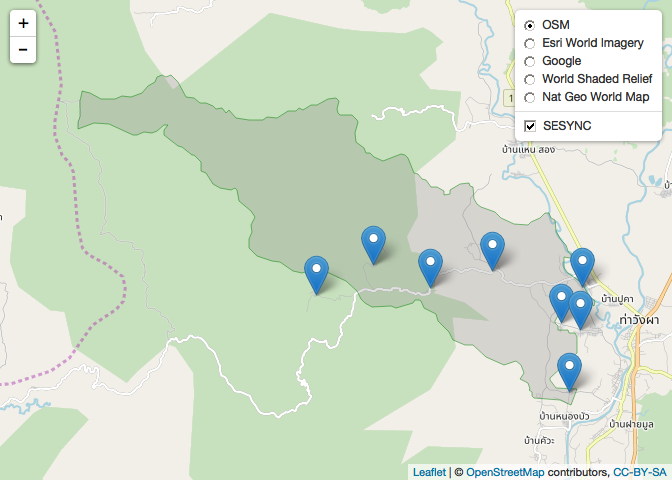 +
−
OSM
Esri World Imagery
Google
World Shaded Relief
Nat Geo World Map
SESYNC
1
บ้านแหน สอง
บ้านปูคา
ท่าวังผา
บ้านหนองบัว
บ้านฝายมูล
บ้านคัวะ
Leaflet | © OpenStreetMap contributors, CC-BY-SA